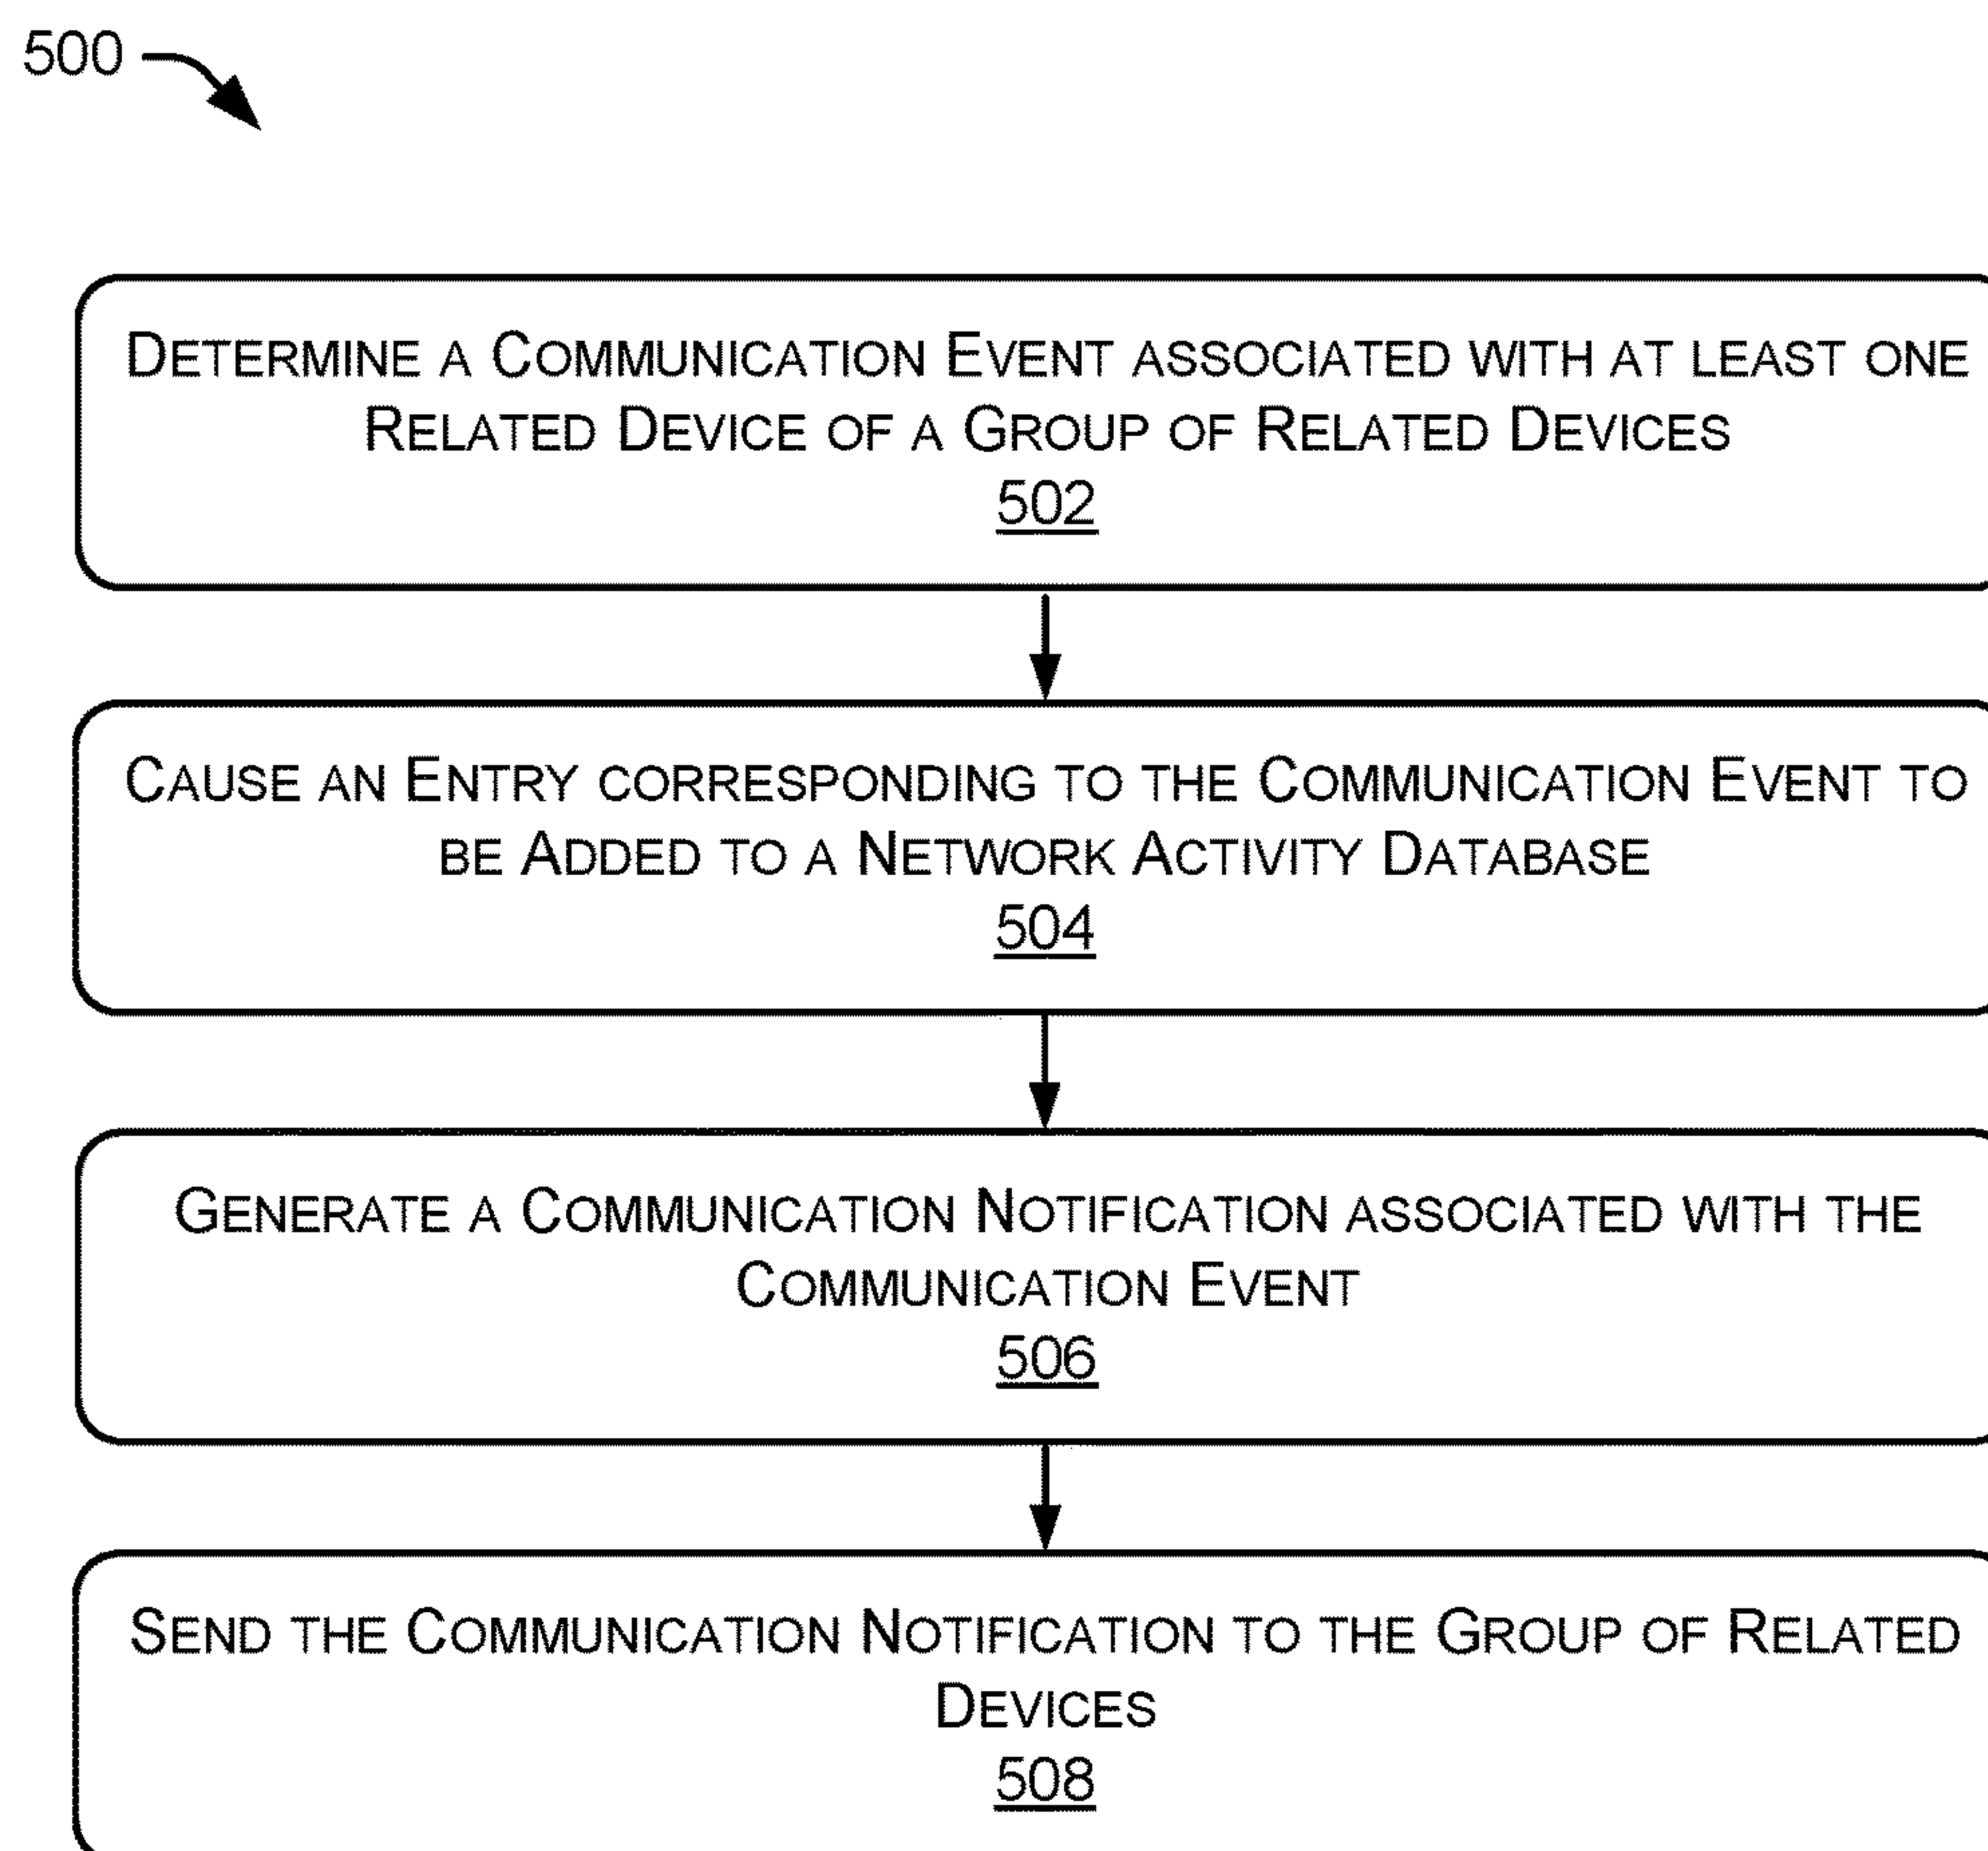 500
DETERMINE A COMMUNICATION EVENT ASSOCIATED WITH AT LEAST ONE
RELATED DEVICE OF A GROUP OF RELATED DEVICES
502
CAUSE AN ENTRY CORRESPONDING TO THE COMMUNICATION EVENT TO
BE ADDED TO A NETWORK ACTIVITY DATABASE
504
GENERATE A COMMUNICATION NOTIFICATION ASSOCIATED WITH THE
COMMUNICATION EVENT
506
SEND THE COMMUNICATION NOTIFICATION TO THE GROUP OF RELATED
DEVICES
508